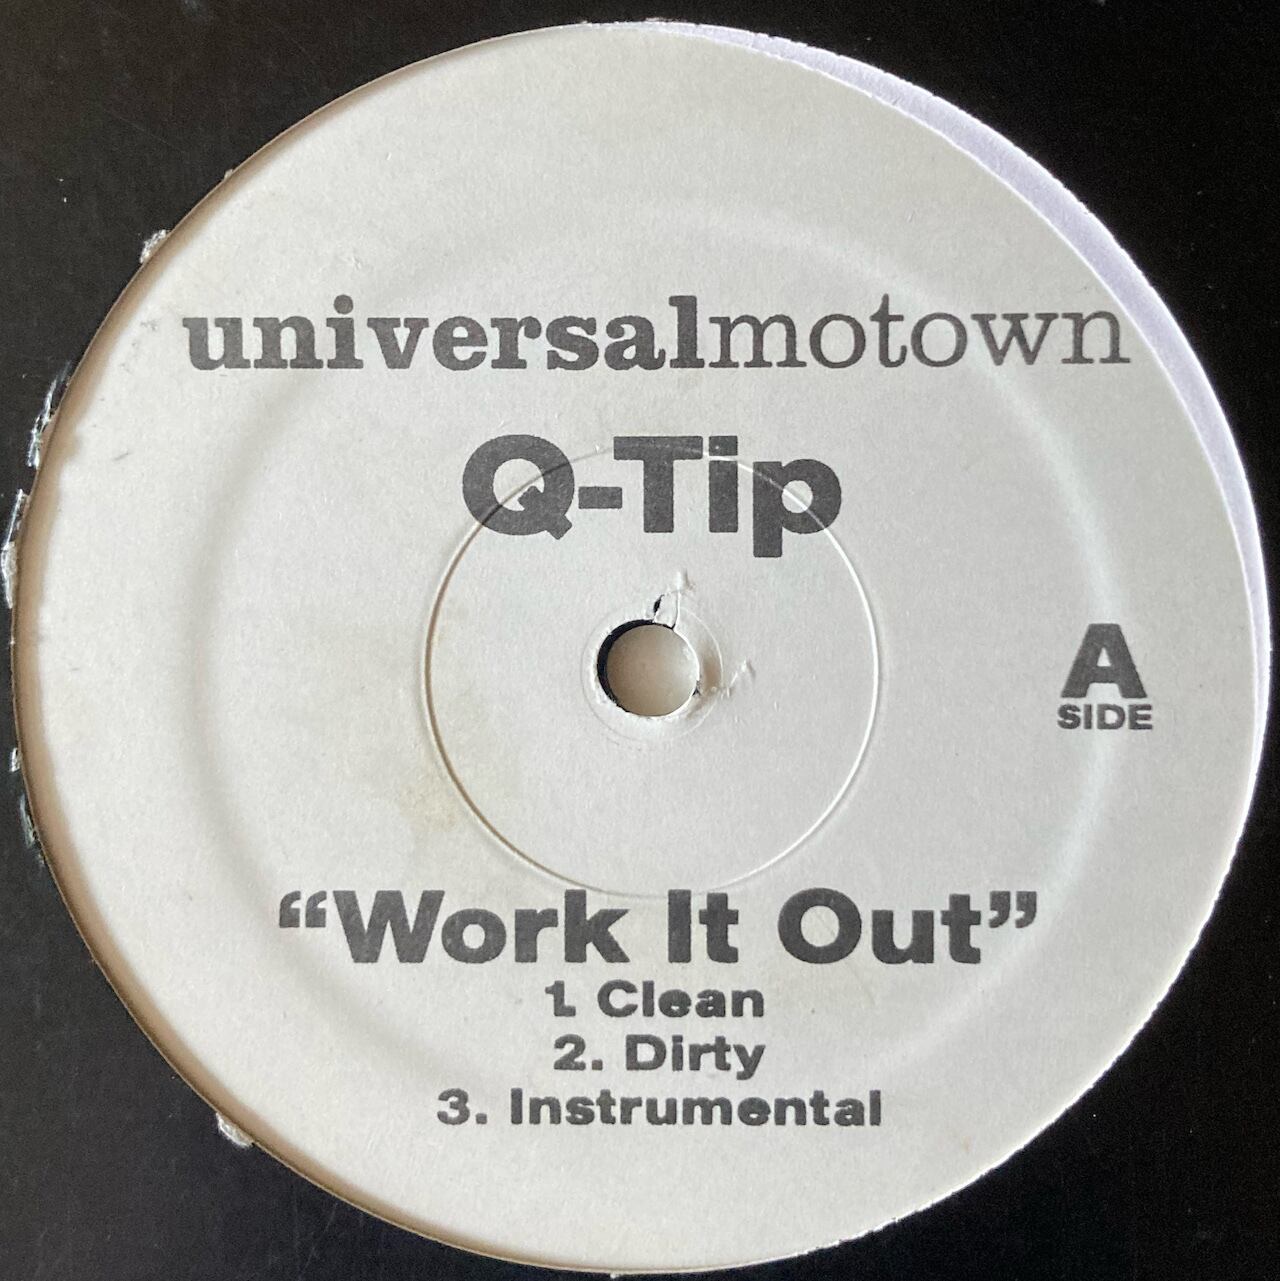 universalmotown
Q-Tip
A
SIDE
“Work It Out”
1. Clean
2. Dirty
3. Instrumental